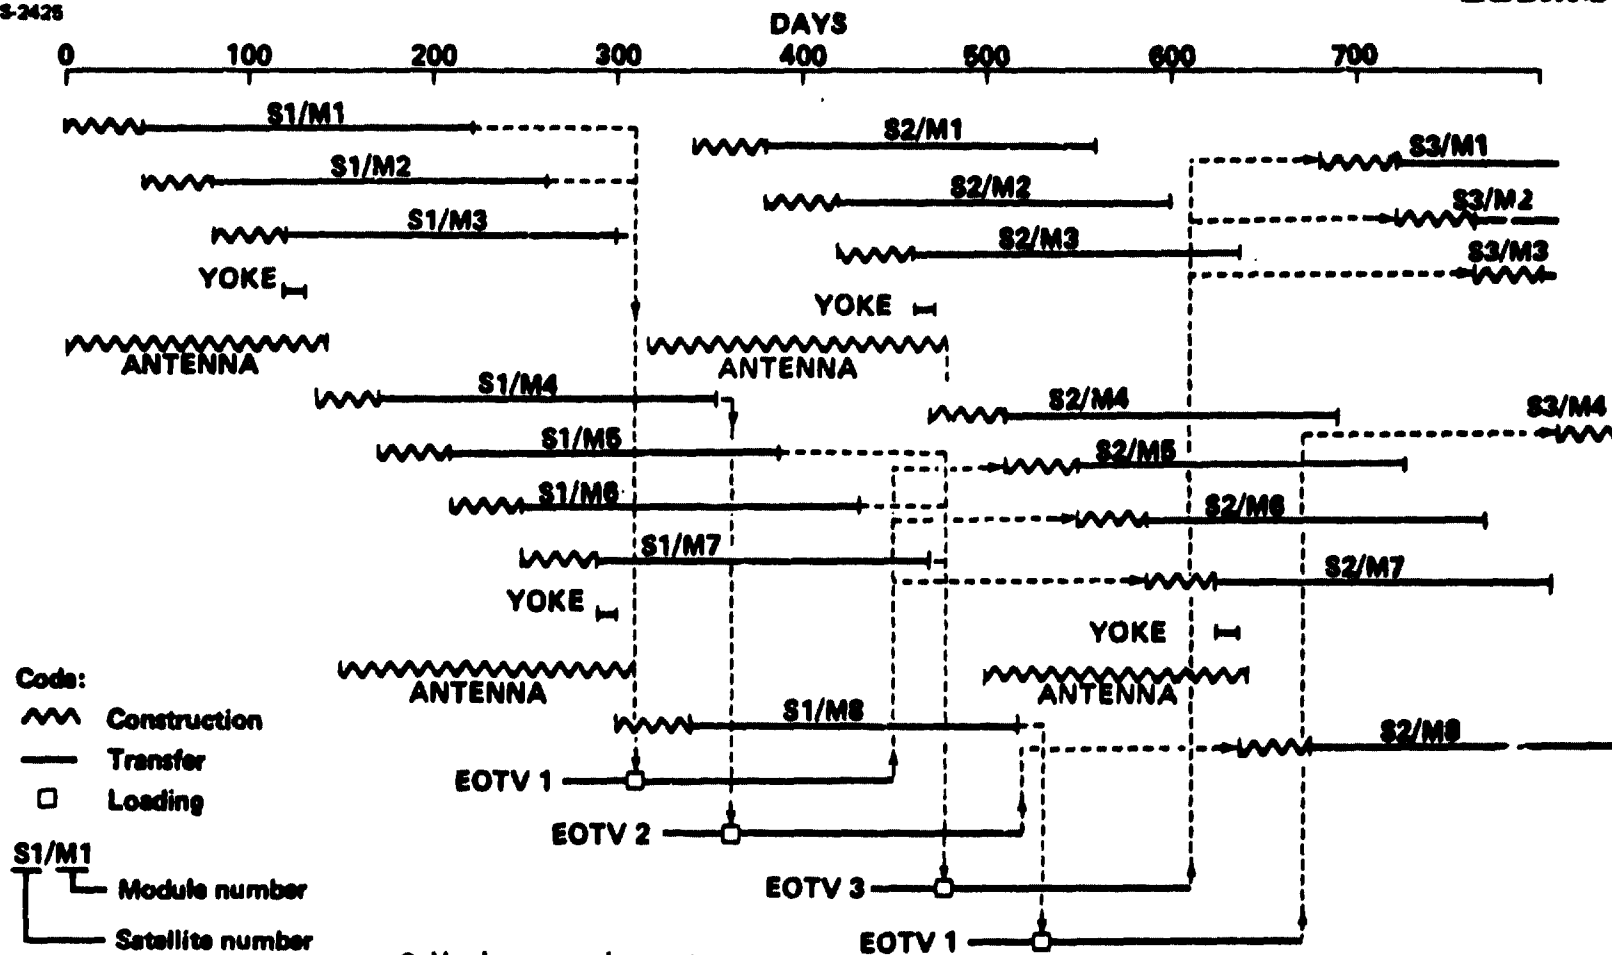 S-2425
DAYS
0 100 200 300 400 500 600 700
S1/M1
S2/M1
S3/M1
S1/M2
S2/M2
S3/M2
S1/M3
S2/M3
S3/M3
YOKE
YOKE
ANTENNA
ANTENNA
S1/M4
S2/M4
S3/M4
S1/M5
S2/M5
S1/M6
S2/M6
S1/M7
S2/M7
YOKE
YOKE
ANTENNA
ANTENNA
Code:
Construction
Transfer
Loading
S1/M8
S2/M8
EOTV 1
EOTV 2
S1/M1
Module number
Satellite number
EOTV 3
EOTV 1